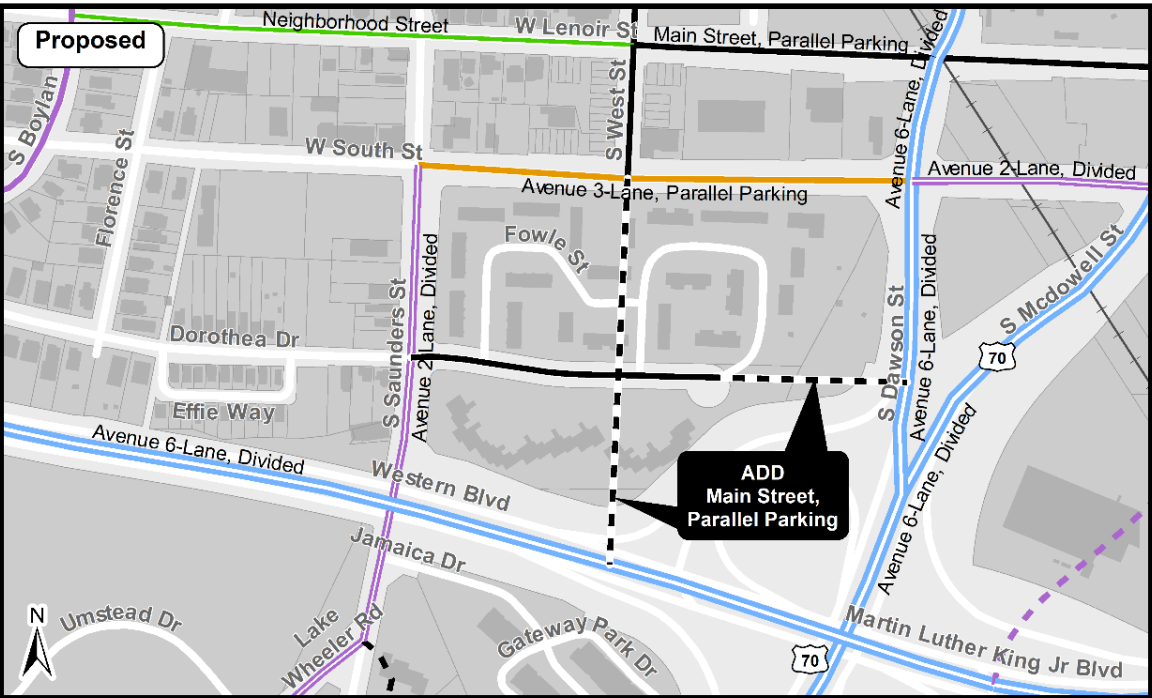 Proposed
Neighborhood Street
W Lenoir St
Main Street, Parallel Parking
Avenue 6-Lane, Divided
S Boylan
Florence St
W South St
S West St
Avenue 3-Lane, Parallel Parking
Avenue 2-Lane, Divided
Fowle St
S Saunders St
Avenue 2-Lane, Divided
S Dawson St
Avenue 6-Lane, Divided
S Mcdowell St
70
Dorothea Dr
Effie Way
Avenue 6-Lane, Divided
Western Blvd
ADD
Main Street,
Parallel Parking
Avenue 6-Lane, Divided
Jamaica Dr
N
Umstead Dr
Lake
Wheeler Rd
Gateway Park Dr
70
Martin Luther King Jr Blvd